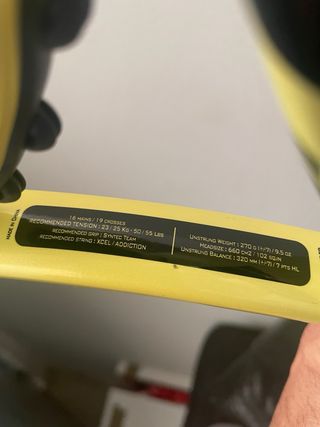 MADE IN CHINA
16 MAINS / 19 CROSSES
RECOMMENDED TENSION : 23 / 25 KG - 50 / 55 LBS
RECOMMENDED GRIP : SYNTEC TEAM
RECOMMENDED STRING : XCEL / ADDICTION
UNSTRUNG WEIGHT : 270 G (+/-7) / 9.5 OZ
HEADSIZE : 660 CM2 / 102 SQ.IN
UNSTRUNG BALANCE : 320 MM (+/-7) / 7 PTS HL